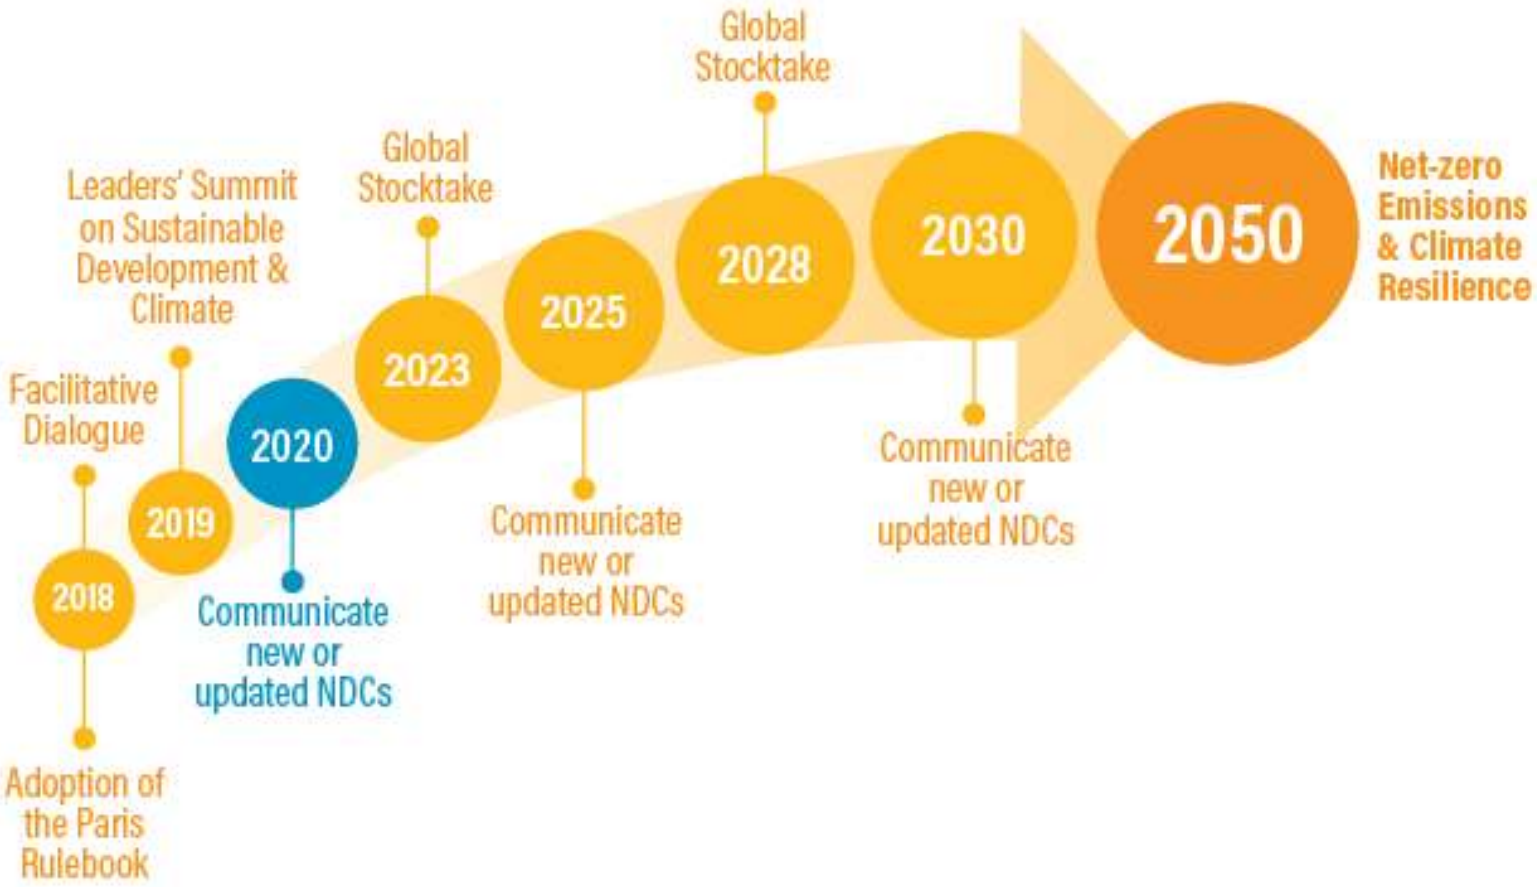 Facilitative
Dialogue
2018
Adoption of
the Paris
Rulebook
Leaders' Summit
on Sustainable
Development &
Climate
2019
2020
Communicate
new or
updated NDCs
Global
Stocktake
2023
2025
Communicate
new or
updated NDCs
Global
Stocktake
2028
2030
Communicate
new or
updated NDCs
2050
Net-zero
Emissions
& Climate
Resilience